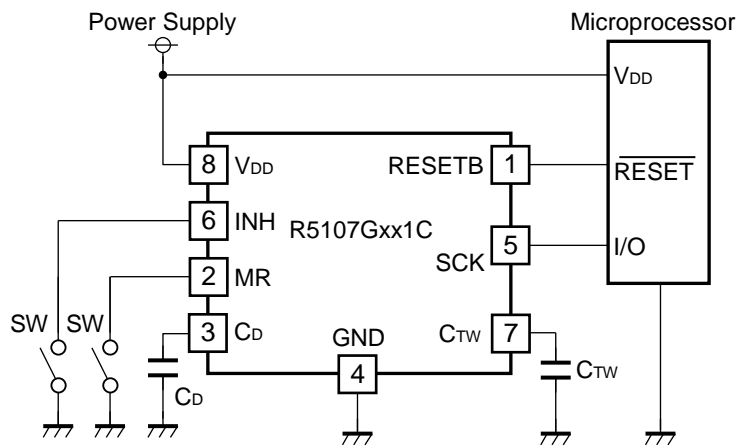 Power Supply
Microprocessor
VDD
8
VDD
RESETB
1
RESET
6
INH
R5107Gxx1C
5
SCK
I/O
2
MR
SW
SW
3
CD
GND
CTW
7
4
CD
CTW